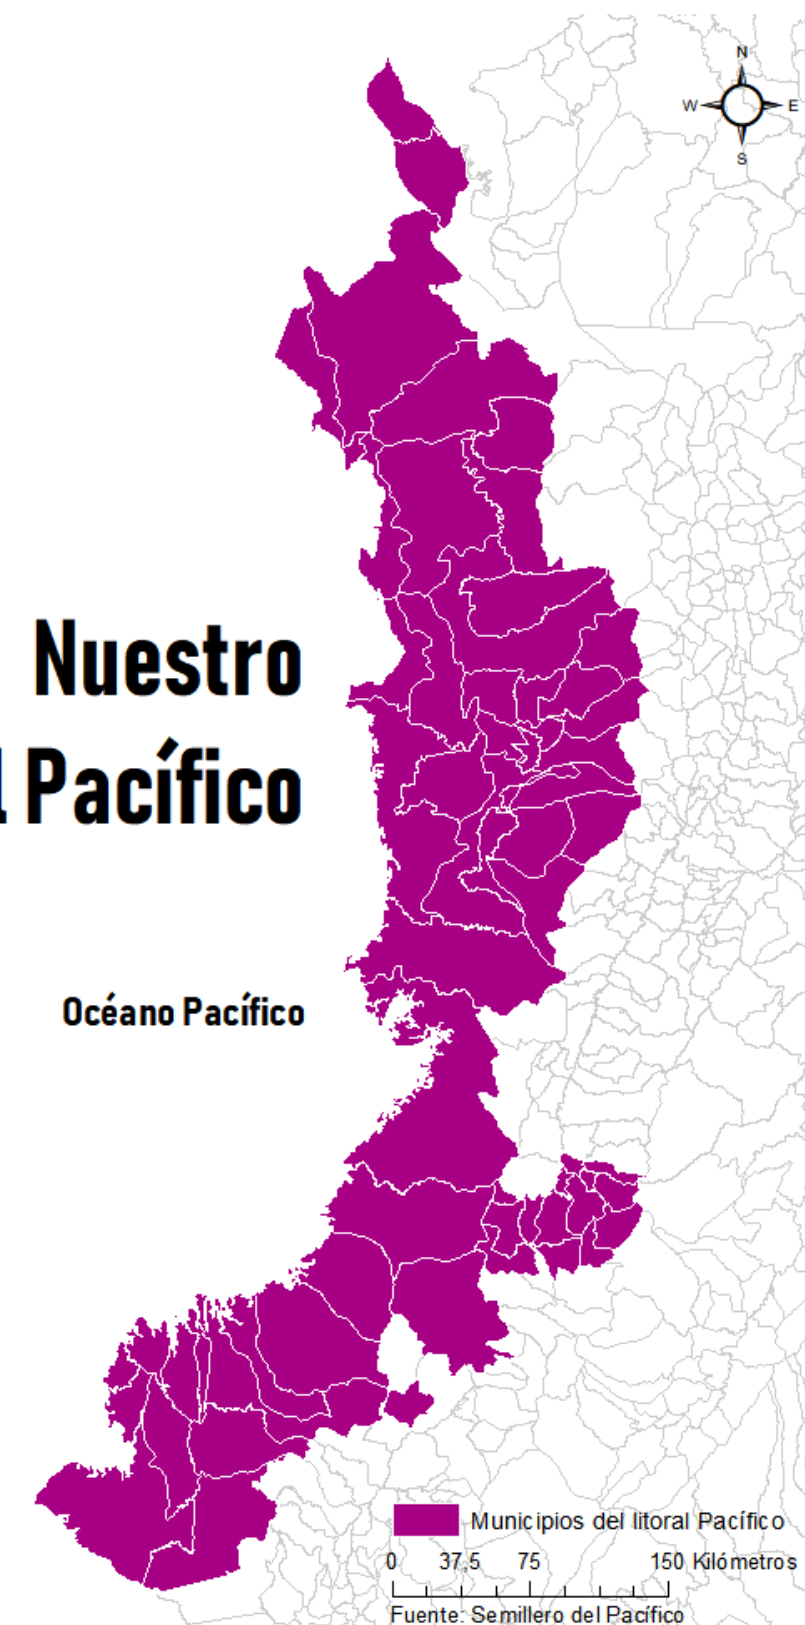 N
W E
S
Nuestro
l Pacífico
Océano Pacífico
Municipios del litoral Pacífico
0 37,5 75 150 Kilómetros
Fuente: Semillero del Pacífico